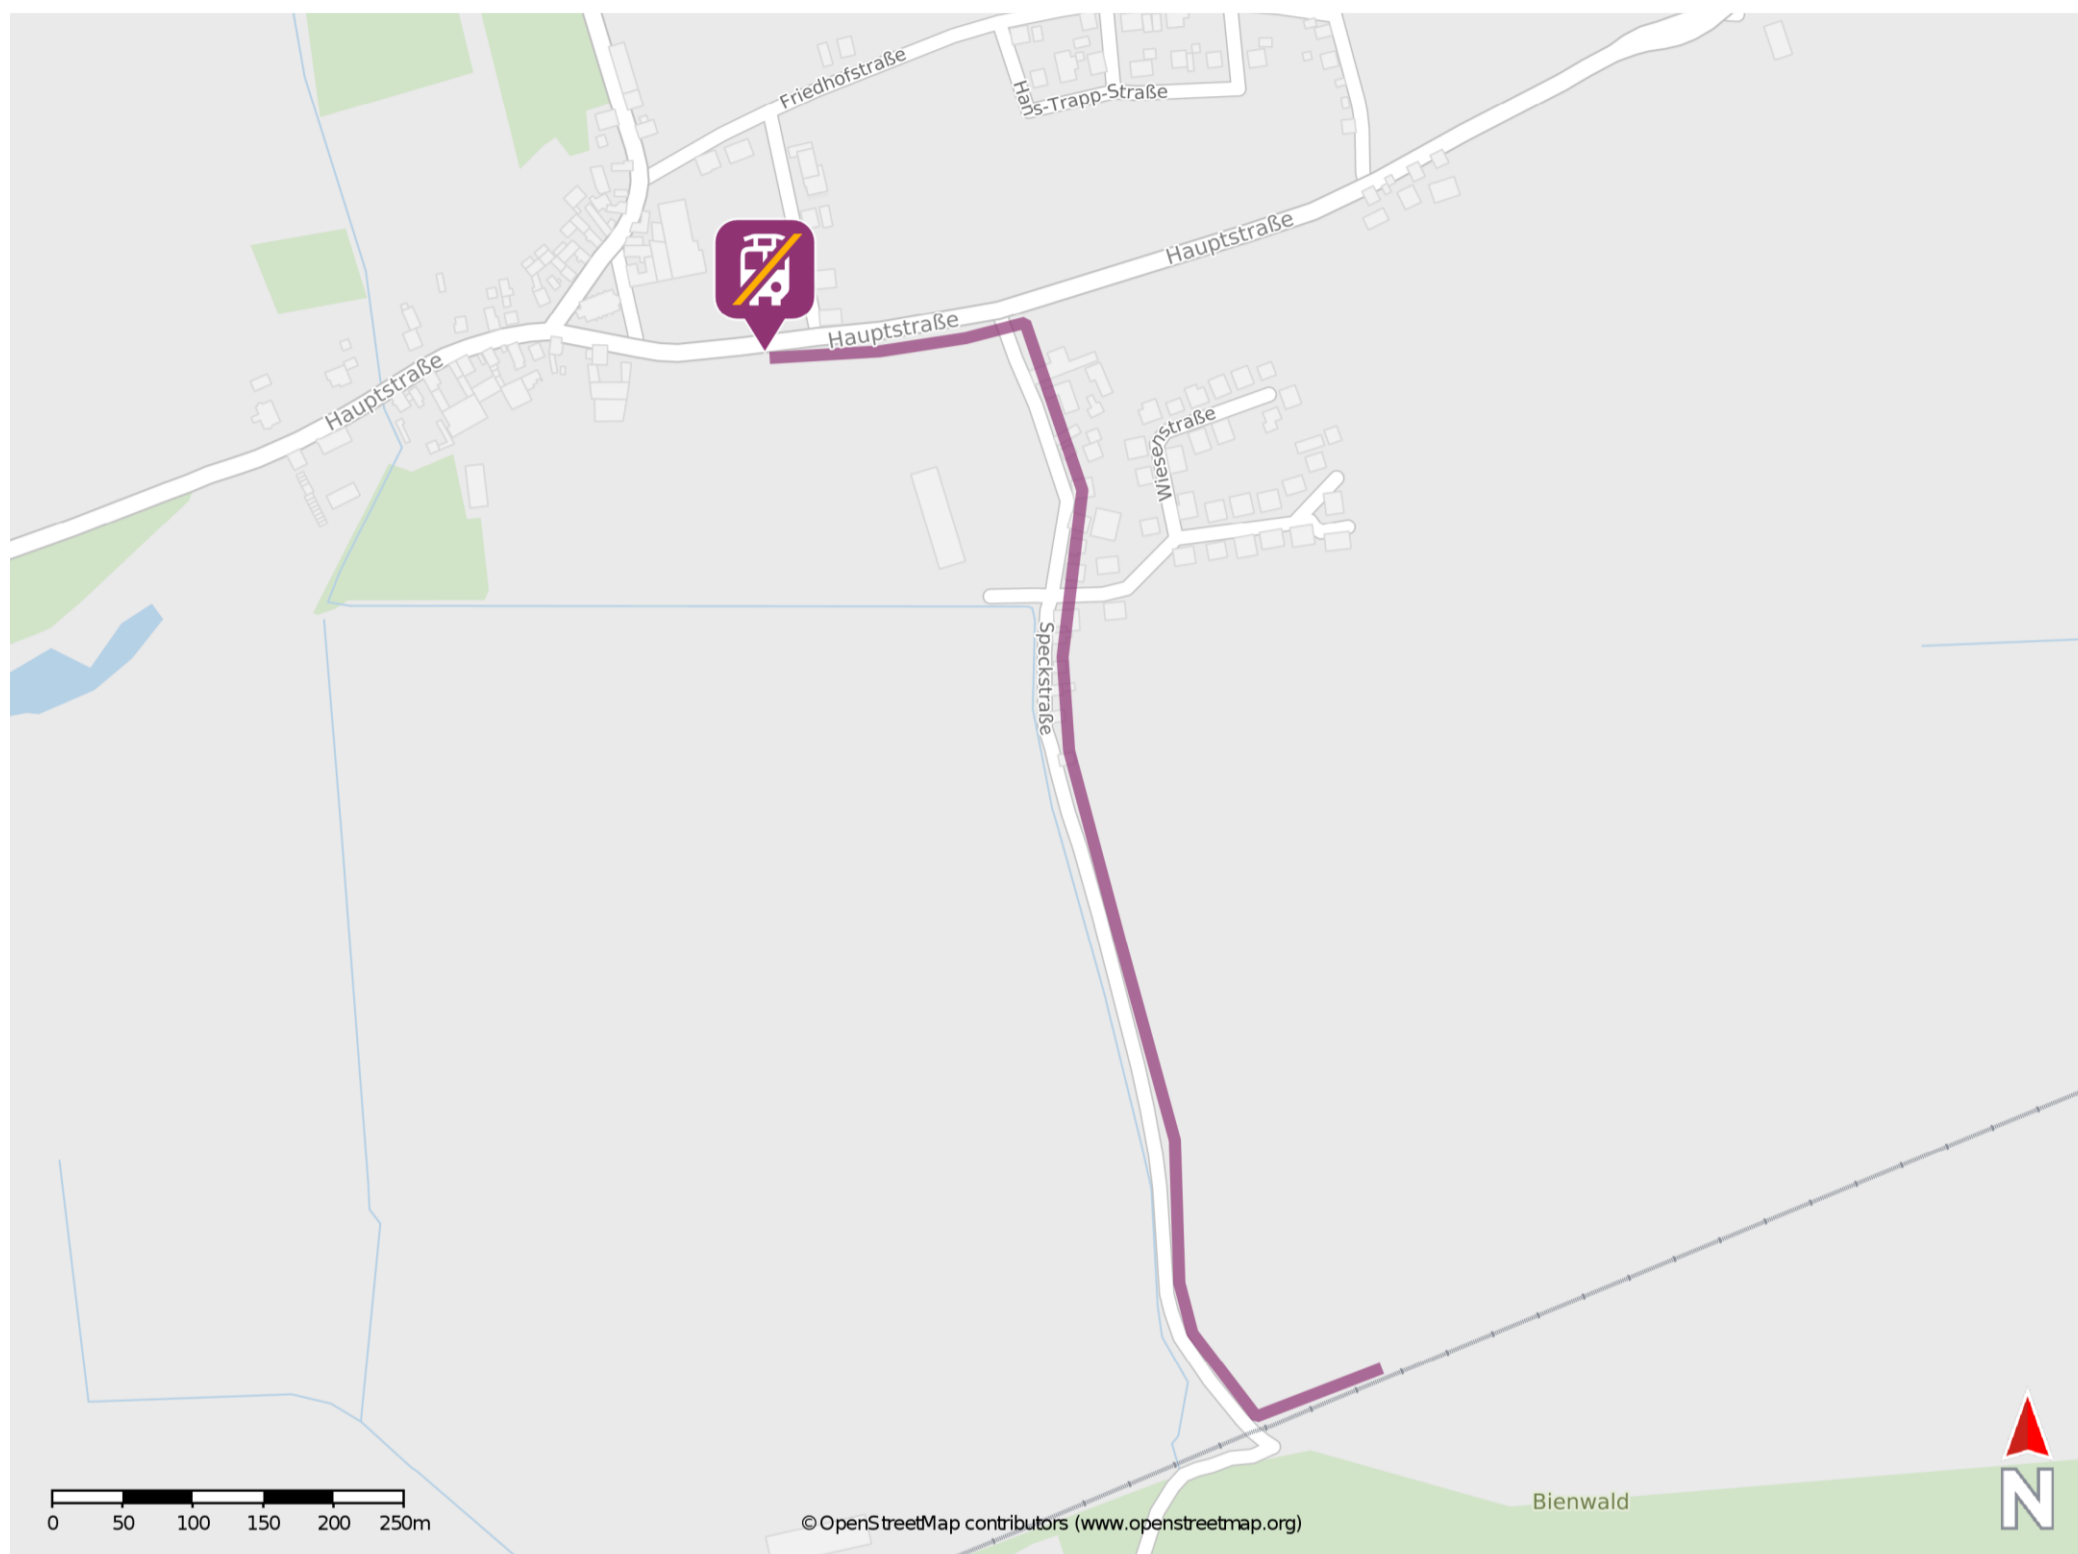 Friedhofstraße
Hans-Trapp-Straße
Hauptstraße
Hauptstraße
Hauptstraße
Wiesenstraße
Speckstraße
Bienwald
N
0 50 100 150 200 250m
©OpenStreetMap contributors (www.openstreetmap.org)